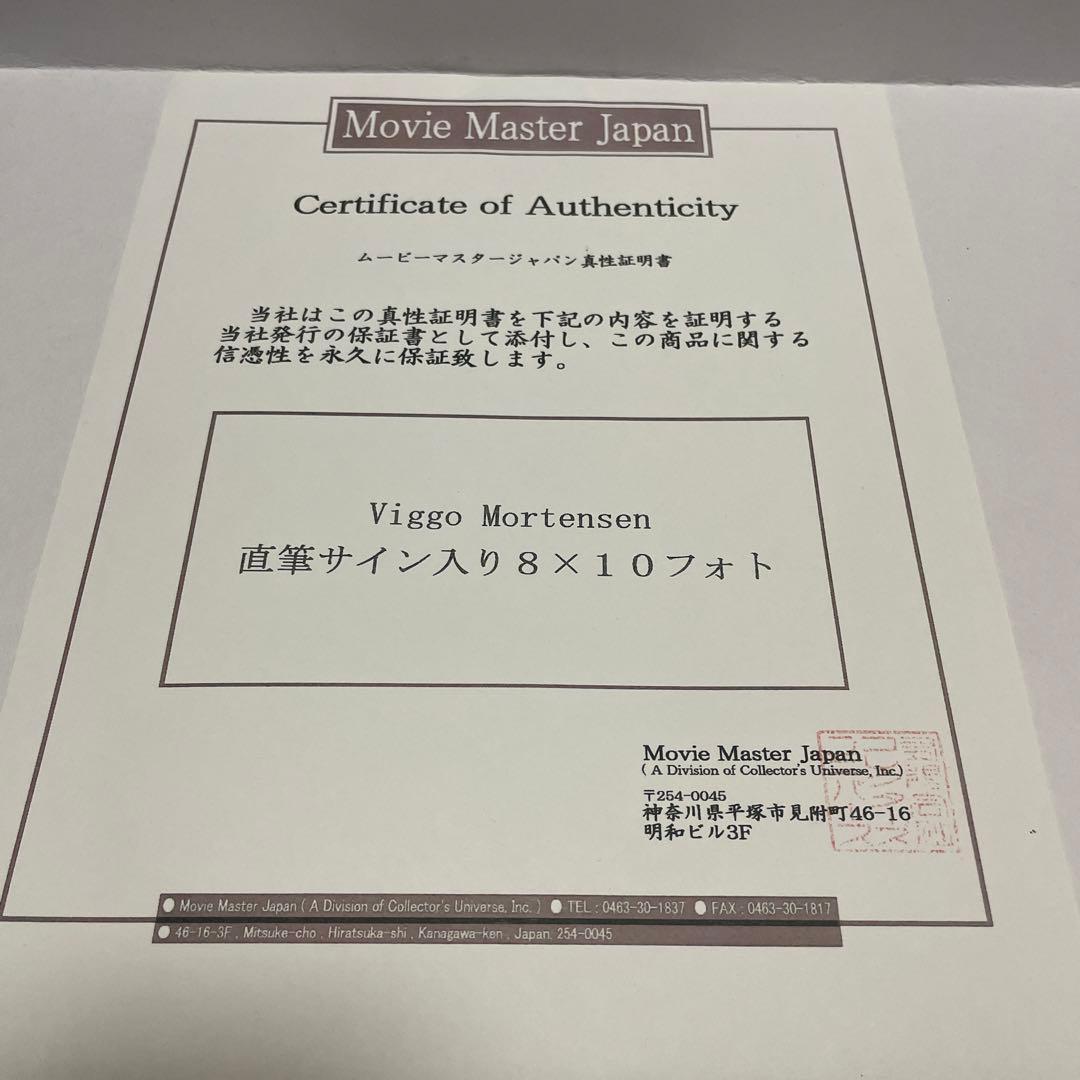 Movie Master Japan
Certificate of Authenticity
ムービーマスタージャパン真性証明書
当社はこの真性証明書を下記の内容を証明する
当社発行の保証書として添付し、この商品に関する
信憑性を永久に保証致します。
Viggo Mortensen
直筆サイン入り８×１０フォト
Movie Master Japan
( A Division of Collector's Universe, Inc.)
〒254-0045
神奈川県平塚市見附町46-16
明和ビル3F
● Movie Master Japan ( A Division of Collector's Universe, Inc. ) ● TEL : 0463-30-1837 ● FAX : 0463-30-1817
● 46-16-3F , Mitsuke-cho , Hiratsuka-shi , Kanagawa-ken , Japan. 254-0045